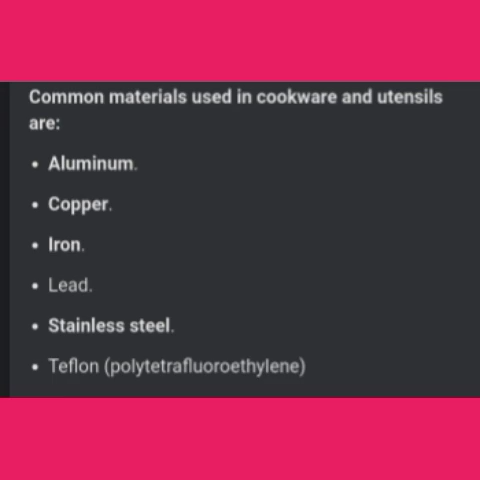 Common materials used in cookware and utensils
are:
• Aluminum.
• Copper.
• Iron.
• Lead.
• Stainless steel.
• Teflon (polytetrafluoroethylene)